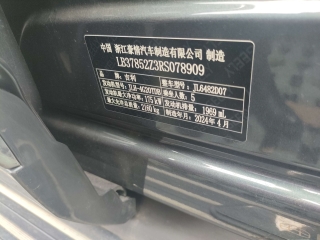 中国 浙江豪情汽车制造有限公司 制造
LB37852Z3RS078909
品牌：吉利 整车型号：JL6482D07
发动机型号：JLH-4G20TDB 乘坐人数：5
发动机最大净功率：175 kW 发动机排量：1969 mL
最大允许总质量：2160 kg 制造年月：2024年4月